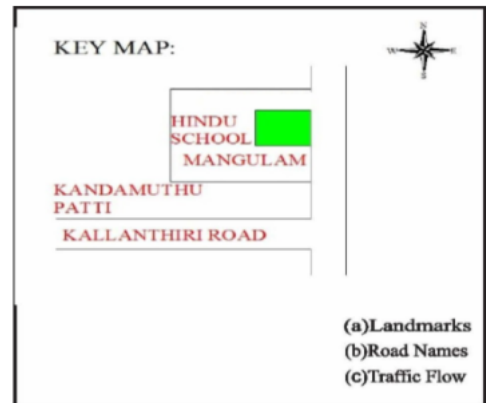 KEY MAP:
N
W
E
S
HINDU
SCHOOL
MANGULAM
KANDAMUTHU
PATTI
KALLANTHIRI ROAD
(a)Landmarks
(b)Road Names
(c)Traffic Flow